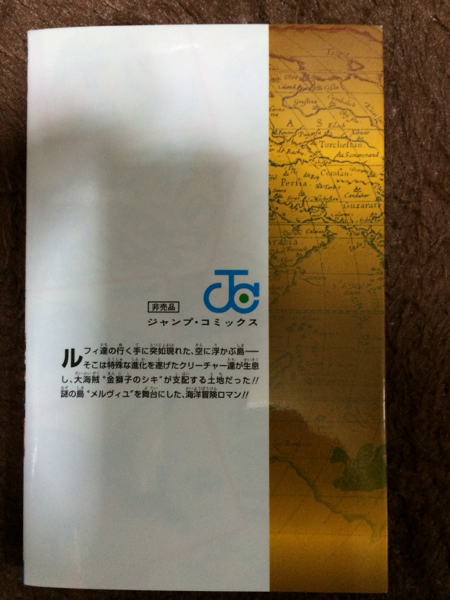 非売品
ジャンプ・コミックス
ルフィ達の行く手に突如現れた、空に浮かぶ島──
そこは特殊な進化を遂げたクリーチャー達が生息
し、大海賊“金獅子のシキ”が支配する土地だった!!
謎の島“メルヴィユ”を舞台にした、海洋冒険ロマン!!
A S
Torchestan
Persia
Candan
Guzarate